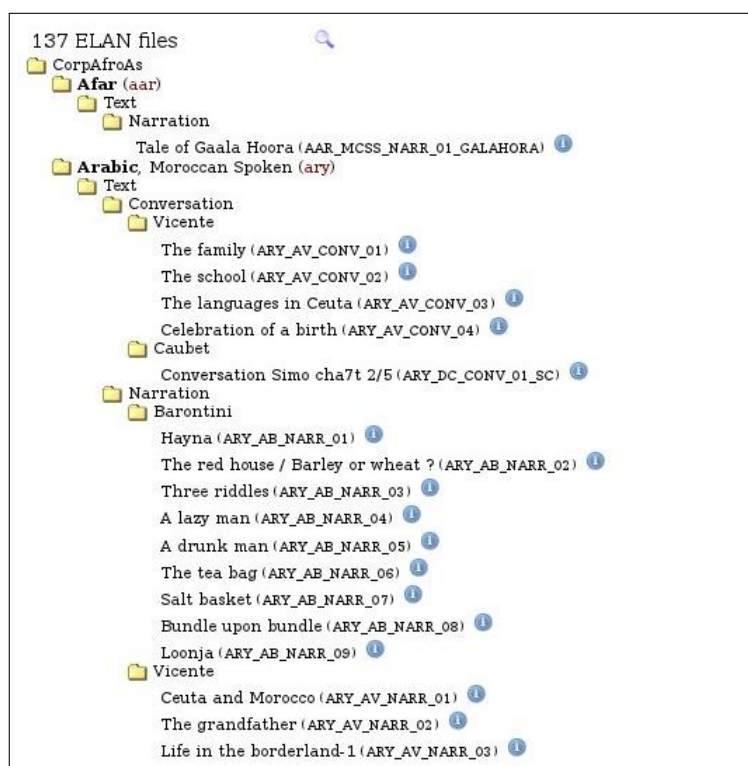 137 ELAN files
CorpAfroAs
Afar (aar)
Text
Narration
Tale of Gaala Hoora (AAR_MCSS_NARR_01_GALAHORA)
Arabic, Moroccan Spoken (ary)
Text
Conversation
Vicente
The family (ARY_AV_CONV_01)
The school (ARY_AV_CONV_02)
The languages in Ceuta (ARY_AV_CONV_03)
Celebration of a birth (ARY_AV_CONV_04)
Caubet
Conversation Simo cha7t 2/5 (ARY_DC_CONV_01_SC)
Narration
Barontini
Hayna (ARY_AB_NARR_01)
The red house / Barley or wheat ? (ARY_AB_NARR_02)
Three riddles (ARY_AB_NARR_03)
A lazy man (ARY_AB_NARR_04)
A drunk man (ARY_AB_NARR_05)
The tea bag (ARY_AB_NARR_06)
Salt basket (ARY_AB_NARR_07)
Bundle upon bundle (ARY_AB_NARR_08)
Loonja (ARY_AB_NARR_09)
Vicente
Ceuta and Morocco (ARY_AV_NARR_01)
The grandfather (ARY_AV_NARR_02)
Life in the borderland-1 (ARY_AV_NARR_03)